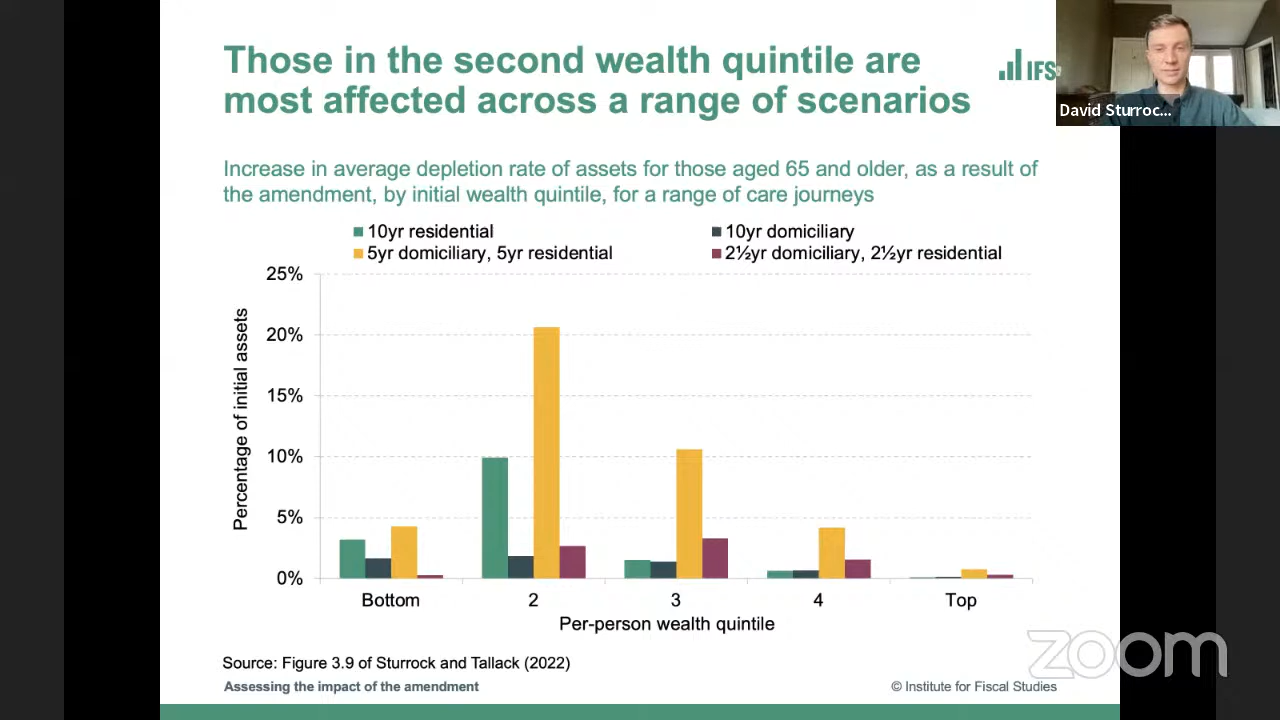 Those in the second wealth quintile are
most affected across a range of scenarios
IFS
David Sturroc...
Increase in average depletion rate of assets for those aged 65 and older, as a result of
the amendment, by initial wealth quintile, for a range of care journeys
10yr residential
10yr domiciliary
5yr domiciliary, 5yr residential
2½yr domiciliary, 2½yr residential
Percentage of initial assets
25%
20%
15%
10%
5%
0%
Bottom 2 3 4 Top
Per-person wealth quintile
Source: Figure 3.9 of Sturrock and Tallack (2022)
Assessing the impact of the amendment
© Institute for Fiscal Studies
zoom